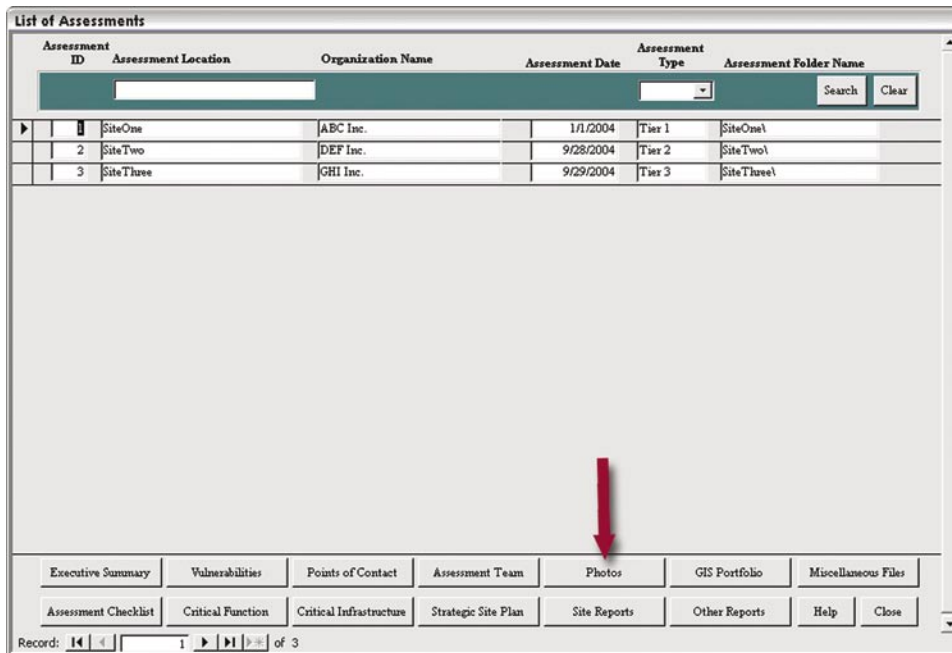 List of Assessments
Assessment ID Assessment Location Organization Name Assessment Date Assessment Type Assessment Folder Name
Search Clear
1 SiteOne ABC Inc. 1/1/2004 Tier 1 SiteOne\
2 SiteTwo DEF Inc. 9/28/2004 Tier 2 SiteTwo\
3 SiteThree GHI Inc. 9/29/2004 Tier 3 SiteThree\
Executive Summary Vulnerabilities Points of Contact Assessment Team Photos GIS Portfolio Miscellaneous Files
Assessment Checklist Critical Function Critical Infrastructure Strategic Site Plan Site Reports Other Reports Help Close
Record: 1 of 3